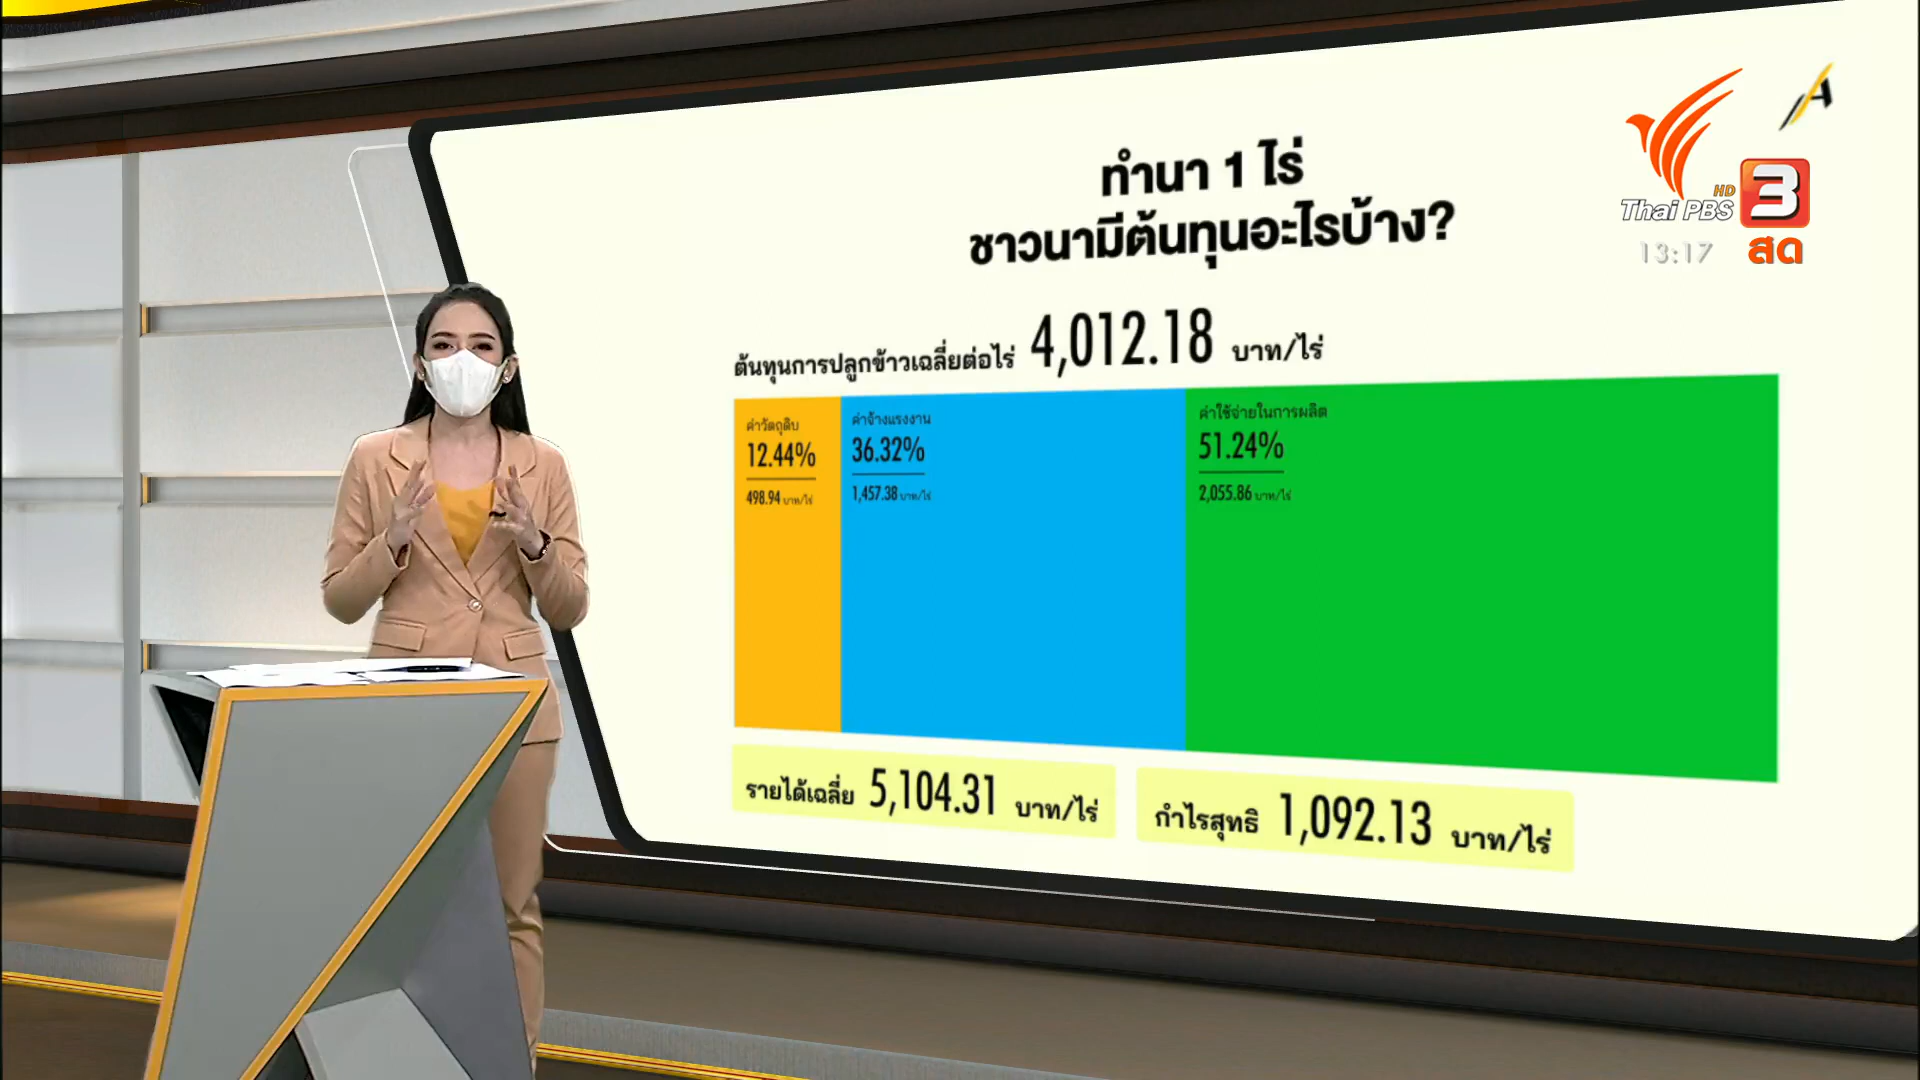 ทำนา 1 ไร่
ชาวนามีต้นทุนอะไรบ้าง?
HD
Thai PBS 3
13:17 สด
ต้นทุนการปลูกข้าวเฉลี่ยต่อไร่ 4,012.18 บาท/ไร่
ค่าวัตถุดิบ
12.44%
498.94 บาท/ไร่
ค่าจ้างแรงงาน
36.32%
1,457.38 บาท/ไร่
ค่าใช้จ่ายในการผลิต
51.24%
2,055.86 บาท/ไร่
รายได้เฉลี่ย 5,104.31 บาท/ไร่
กำไรสุทธิ 1,092.13 บาท/ไร่